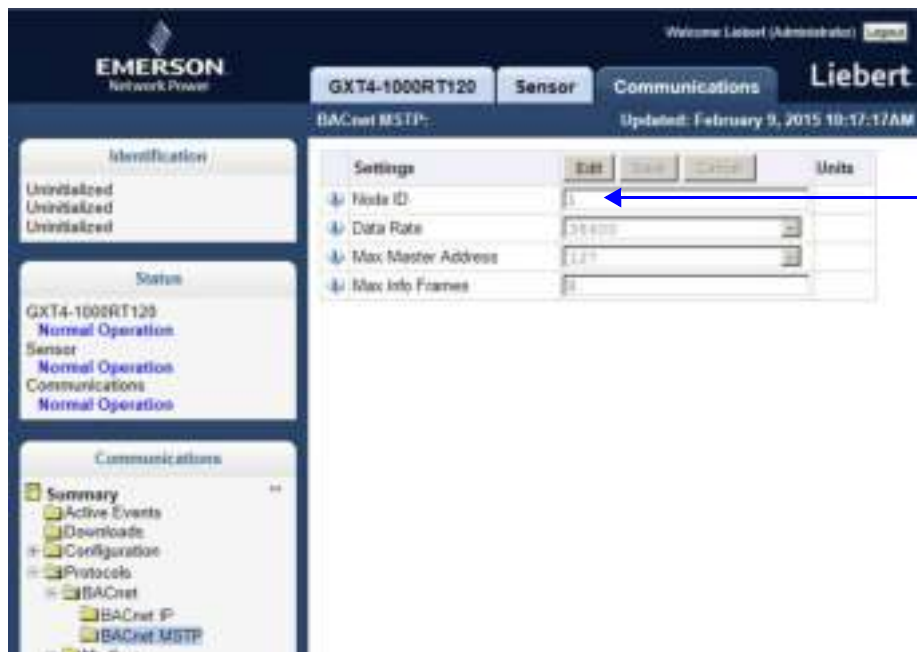 Welcome Liebert (Administrator) Logout
EMERSON
Network Power
GXT4-1000RT120 Sensor Communications Liebert
BACnet MSTP: Updated: February 9, 2015 10:17:17AM
Identification
Uninitialized
Uninitialized
Uninitialized
Settings Edit Save Cancel Units
Node ID 1
Data Rate 38400
Max Master Address 127
Max Info Frames
Status
GXT4-1000RT120
Normal Operation
Sensor
Normal Operation
Communications
Normal Operation
Communications
Summary
Active Events
Downloads
Configuration
Protocols
BACnet
BACnet IP
BACnet MSTP